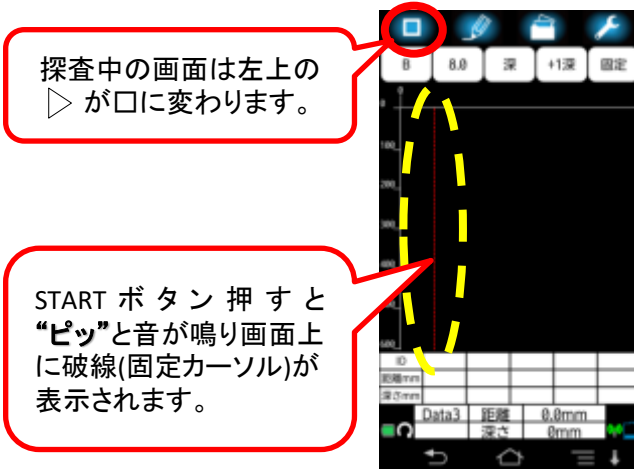 探査中の画面は左上の
▷ が口に変わります。
B 8.0 深 +1深 固定
0
0
100
200
300
400
600
START ボタン押すと
“ピッ”と音が鳴り画面上
に破線(固定カーソル)が
表示されます。
ID
距離mm
深さmm
Data3 距離 0.0mm
深さ 0mm